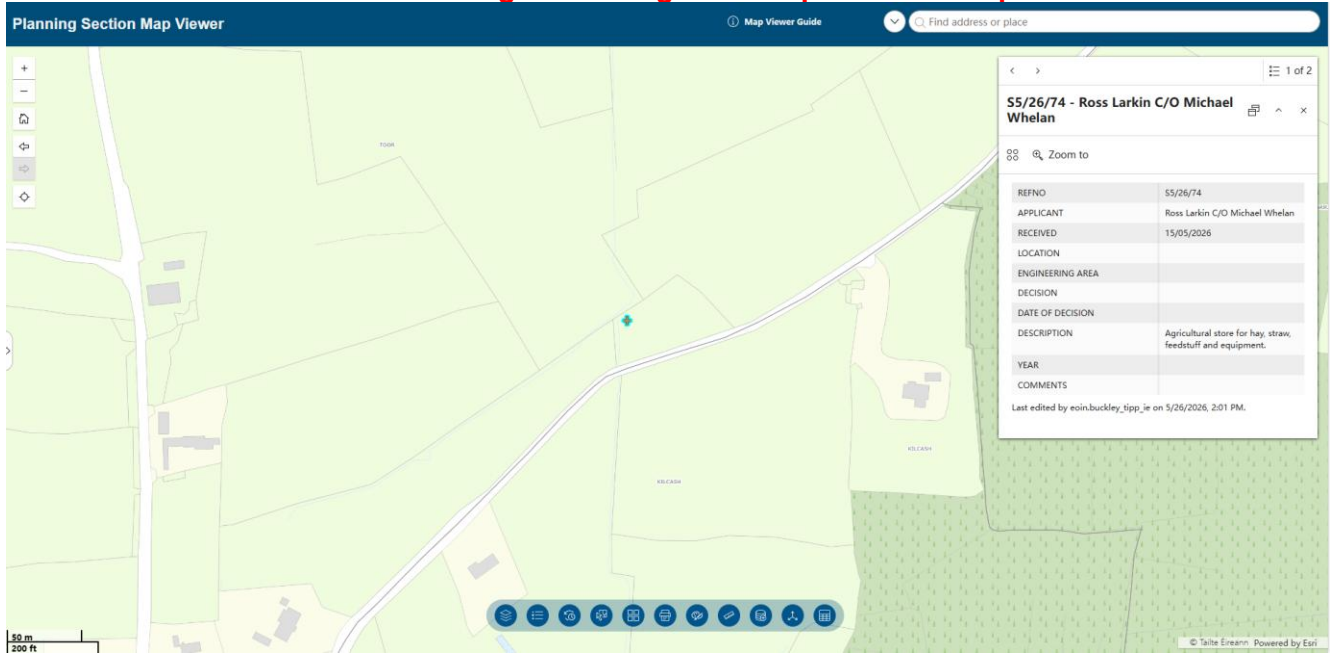 Planning Section Map Viewer
Map Viewer Guide
Find address or place
1 of 2
S5/26/74 - Ross Larkin C/O Michael
Whelan
Zoom to
REFNO S5/26/74
APPLICANT Ross Larkin C/O Michael Whelan
RECEIVED 15/05/2026
LOCATION
ENGINEERING AREA
DECISION
DATE OF DECISION
DESCRIPTION Agricultural store for hay, straw,
feedstuff and equipment.
YEAR
COMMENTS
Last edited by eoin.buckley_tipp_ie on 5/26/2026, 2:01 PM.
TOOR
KILCASH
KILCASH
50 m
200 ft
© Tailte Éireann Powered by Esri